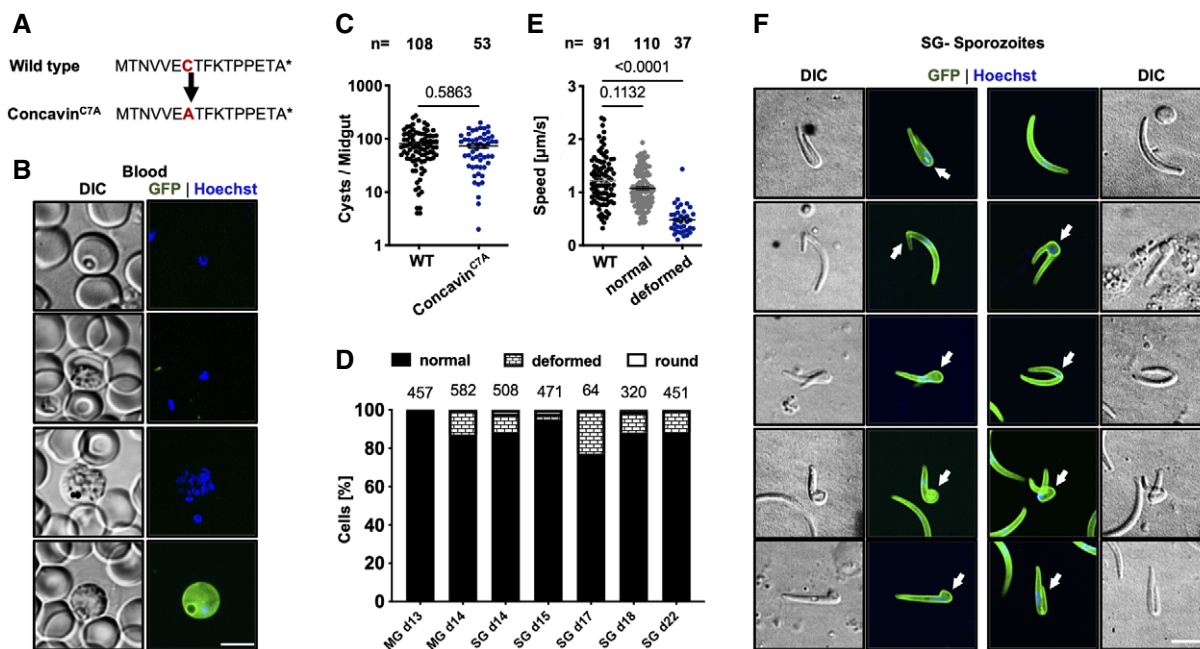 A
Wild type MTNVVECTFKTPPETA*
Concavin^C7A MTNVVEATFKTPPETA*
B
Blood
DIC GFP | Hoechst
C
n= 108 53
0.5863
1000
100
10
1
Cysts / Midgut
WT
Concavin^C7A
D
normal deformed round
457 582 508 471 64 320 451
100
80
60
40
20
0
Cells [%]
MG d13 MG d14 SG d14 SG d15 SG d17 SG d18 SG d22
E
n= 91 110 37
<0.0001
0.1132
3
2
1
0
Speed [µm/s]
WT
normal
deformed
F
SG- Sporozoites
DIC GFP | Hoechst DIC